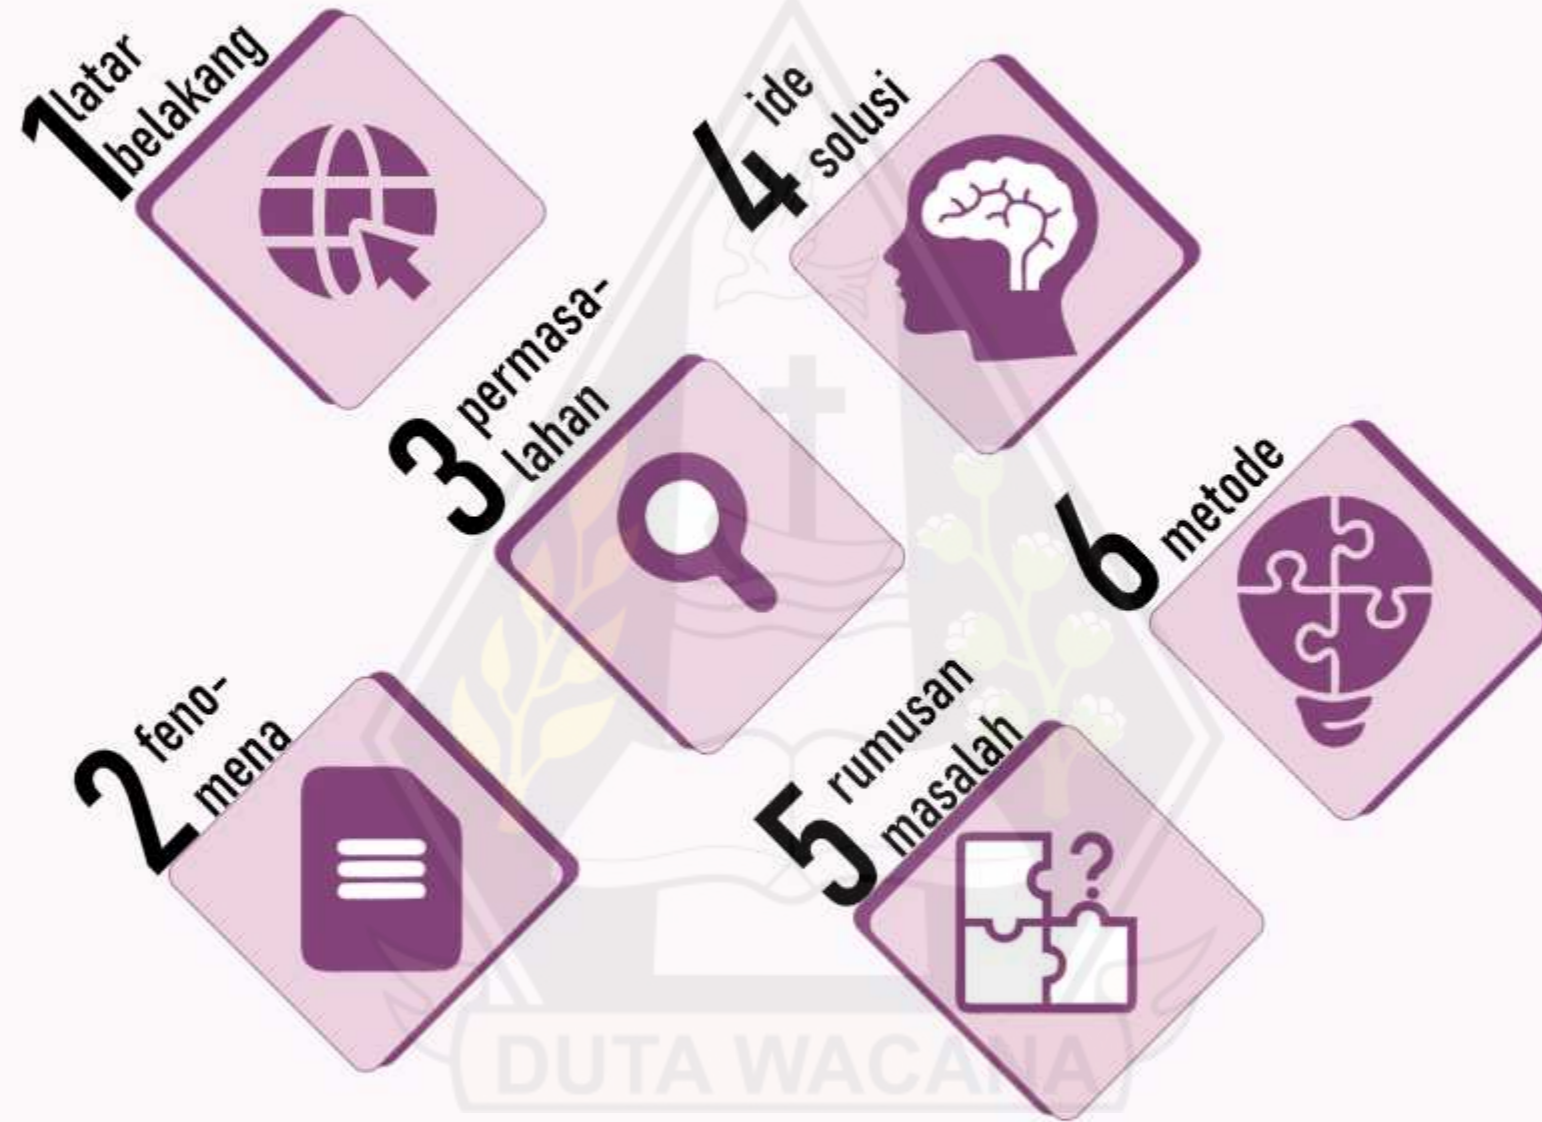 1 latar
belakang
2 feno-
mena
3 permasa-
lahan
4 ide
solusi
5 rumusan
masalah
?
6 metode
DUTA WACANA